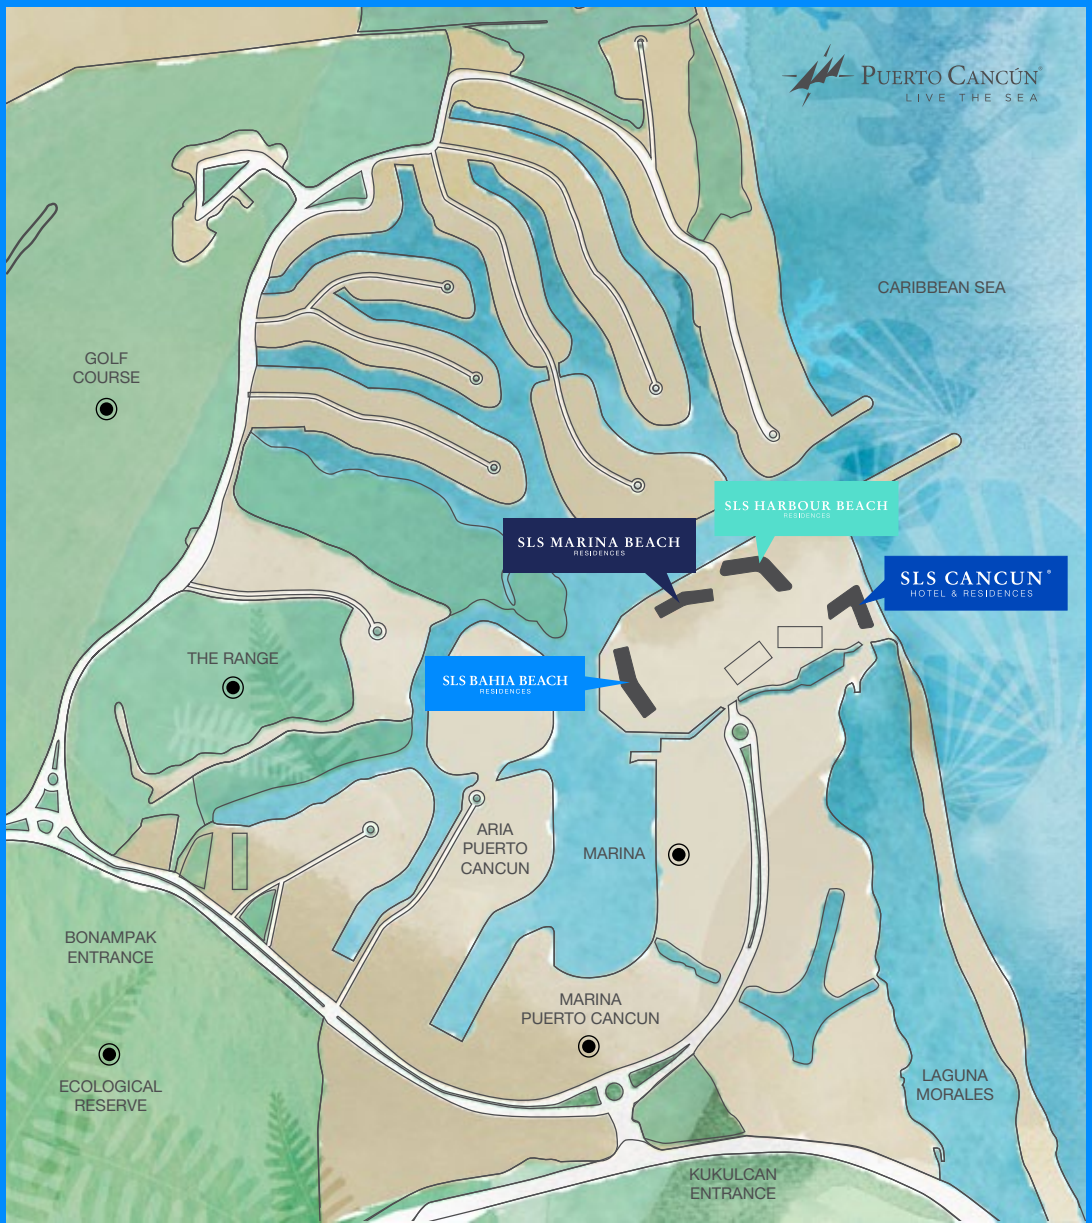 PUERTO CANCÚN
LIVE THE SEA
CARIBBEAN SEA
GOLF
COURSE
SLS HARBOUR BEACH
RESIDENCES
SLS MARINA BEACH
RESIDENCES
SLS CANCUN®
HOTEL & RESIDENCES
THE RANGE
SLS BAHIA BEACH
RESIDENCES
ARIA
PUERTO
CANCUN
MARINA
BONAMPAK
ENTRANCE
MARINA
PUERTO CANCUN
ECOLOGICAL
RESERVE
LAGUNA
MORALES
KUKULCAN
ENTRANCE